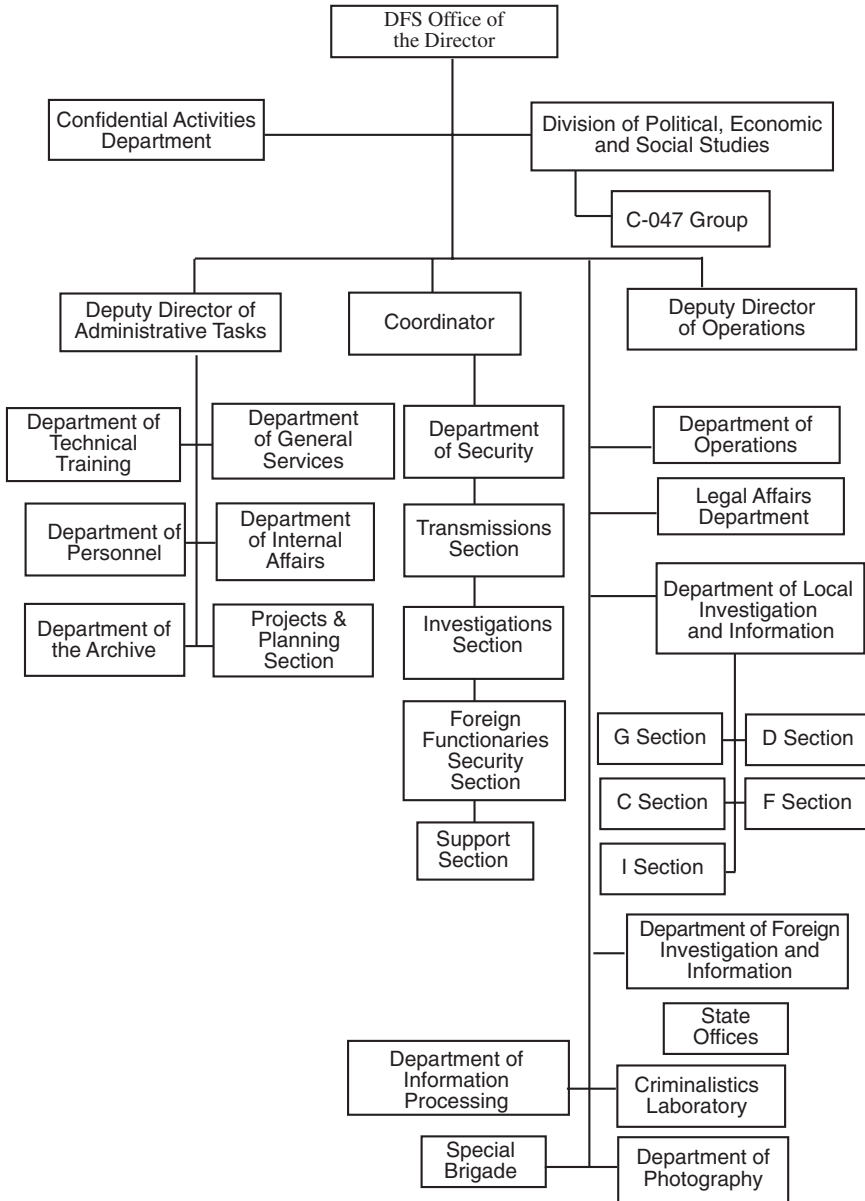 DFS Office of
the Director
Confidential Activities
Department
Division of Political, Economic
and Social Studies
C-047 Group
Deputy Director of
Administrative Tasks
Coordinator
Deputy Director
of Operations
Department of
Technical
Training
Department
of General
Services
Department
of Security
Department of
Operations
Legal Affairs
Department
Department of
Personnel
Department
of Internal
Affairs
Transmissions
Section
Department of Local
Investigation
and Information
Department of
the Archive
Projects &
Planning
Section
Investigations
Section
Foreign
Functionaries
Security
Section
G Section
D Section
C Section
F Section
Support
Section
I Section
Department of Foreign
Investigation and
Information
State
Offices
Department of
Information
Processing
Criminalistics
Laboratory
Special
Brigade
Department of
Photography